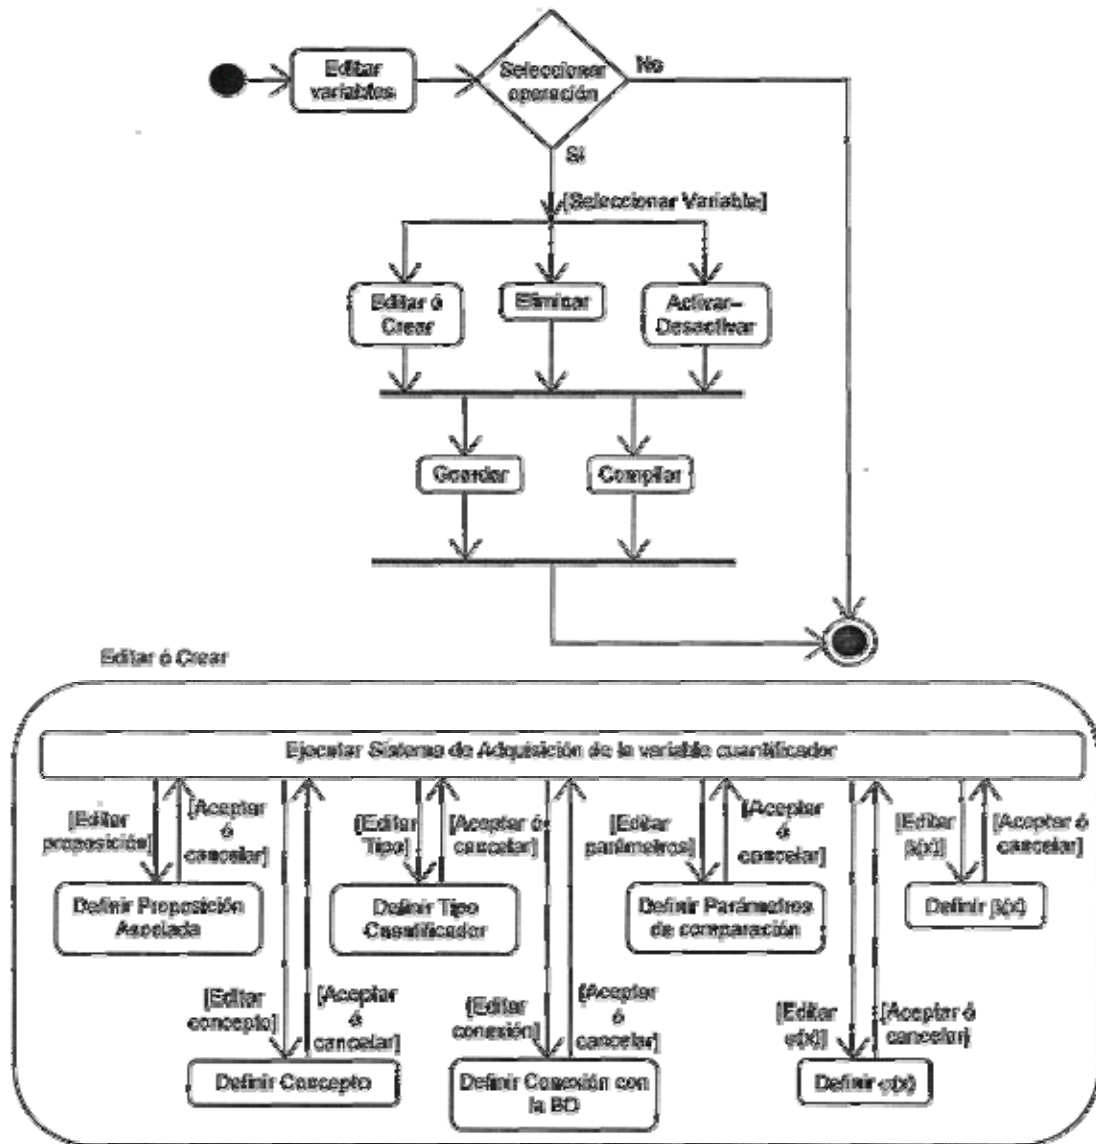 Editar
variables
Seleccionar
operación
No
Si
[Seleccionar Variable]
Editar ó
Crear
Eliminar
Activar–
Desactivar
Guardar
Compilar
Editar ó Crear
Ejecutar Sistema de Adquisición de la variable cuantificador
[Editar
proposición]
[Aceptar
ó
cancelar]
[Editar
Tipo]
[Aceptar ó
cancelar]
[Editar
parámetros]
[Aceptar
ó
cancelar]
[Editar
(x)]
[Aceptar ó
cancelar]
Definir Proposición
Asociada
Definir Tipo
Cuantificador
Definir Parámetros
de comparación
Definir
[Editar
concepto]
[Aceptar
ó
cancelar]
[Editar
conexión]
[Aceptar
ó
cancelar]
[Editar
(x)]
[Aceptar ó
cancelar]
Definir Concepto
Definir Conexión con
la BD
Definir